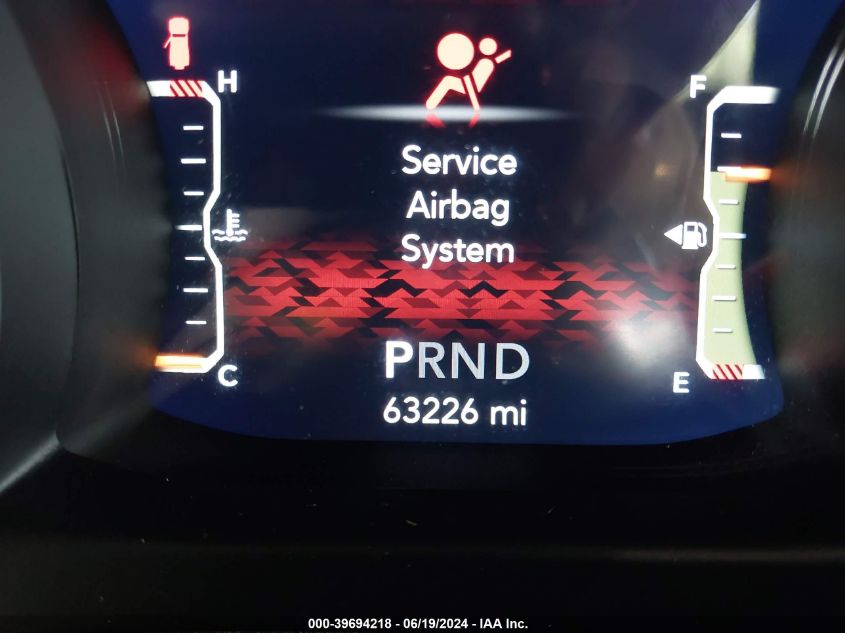 H
F
Service
Airbag
System
PRND
C
E
63226 mi
000-39694218 - 06/19/2024 - IAA Inc.